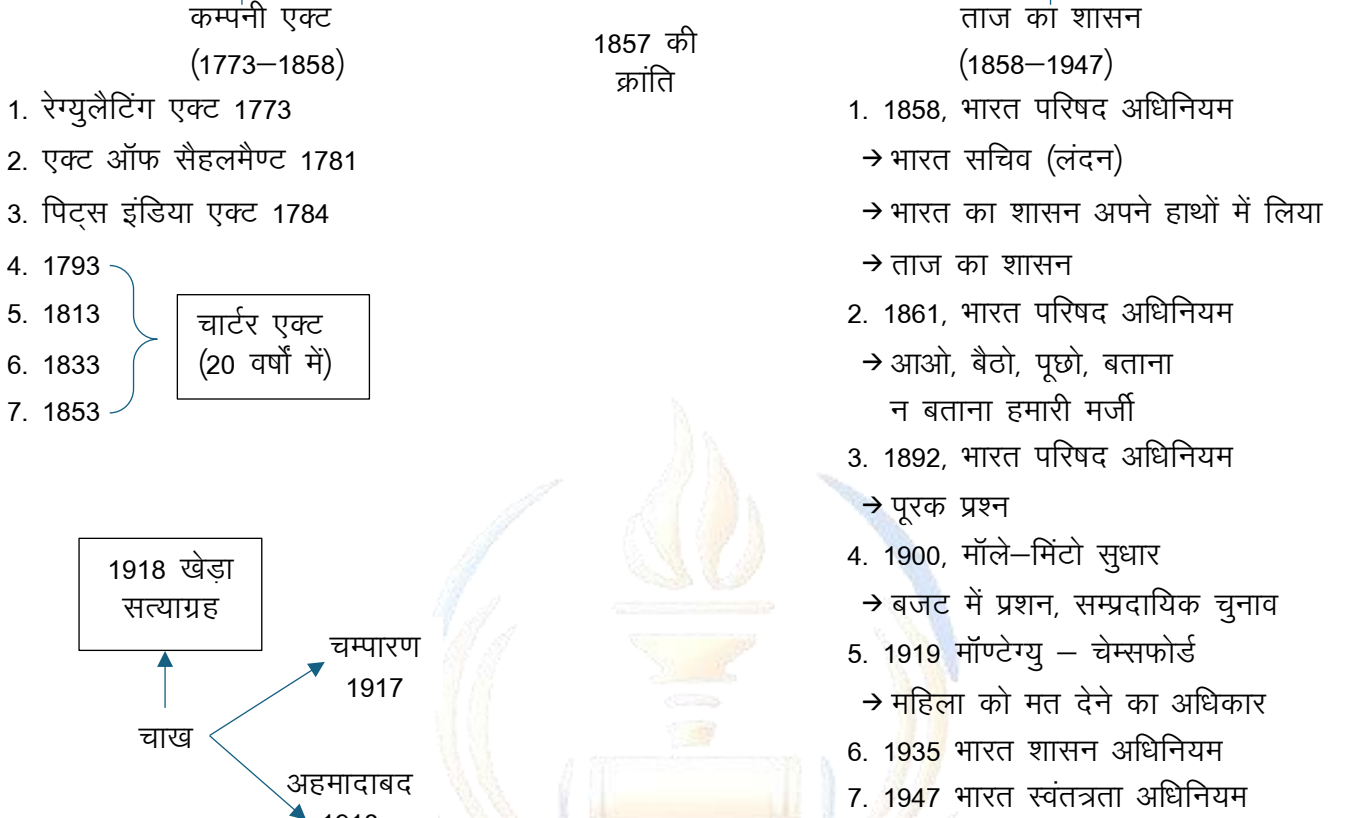 कम्पनी एक्ट
(1773–1858)
1. रेग्युलैटिंग एक्ट 1773
2. एक्ट ऑफ सैहलमैण्ट 1781
3. पिट्स इंडिया एक्ट 1784
4. 1793
5. 1813
6. 1833
7. 1853
चार्टर एक्ट
(20 वर्षों में)
1857 की
क्रांति
ताज का शासन
(1858–1947)
1. 1858, भारत परिषद अधिनियम
→ भारत सचिव (लंदन)
→ भारत का शासन अपने हाथों में लिया
→ ताज का शासन
2. 1861, भारत परिषद अधिनियम
→ आओ, बैठो, पूछो, बताना
न बताना हमारी मर्जी
3. 1892, भारत परिषद अधिनियम
→ पूरक प्रश्न
4. 1900, मॉले–मिंटो सुधार
→ बजट में प्रशन, सम्प्रदायिक चुनाव
5. 1919 मॉण्टेग्यु – चेम्सफोर्ड
→ महिला को मत देने का अधिकार
6. 1935 भारत शासन अधिनियम
7. 1947 भारत स्वंतत्रता अधिनियम
1918 खेड़ा
सत्याग्रह
चम्पारण
1917
चाख
अहमादाबद